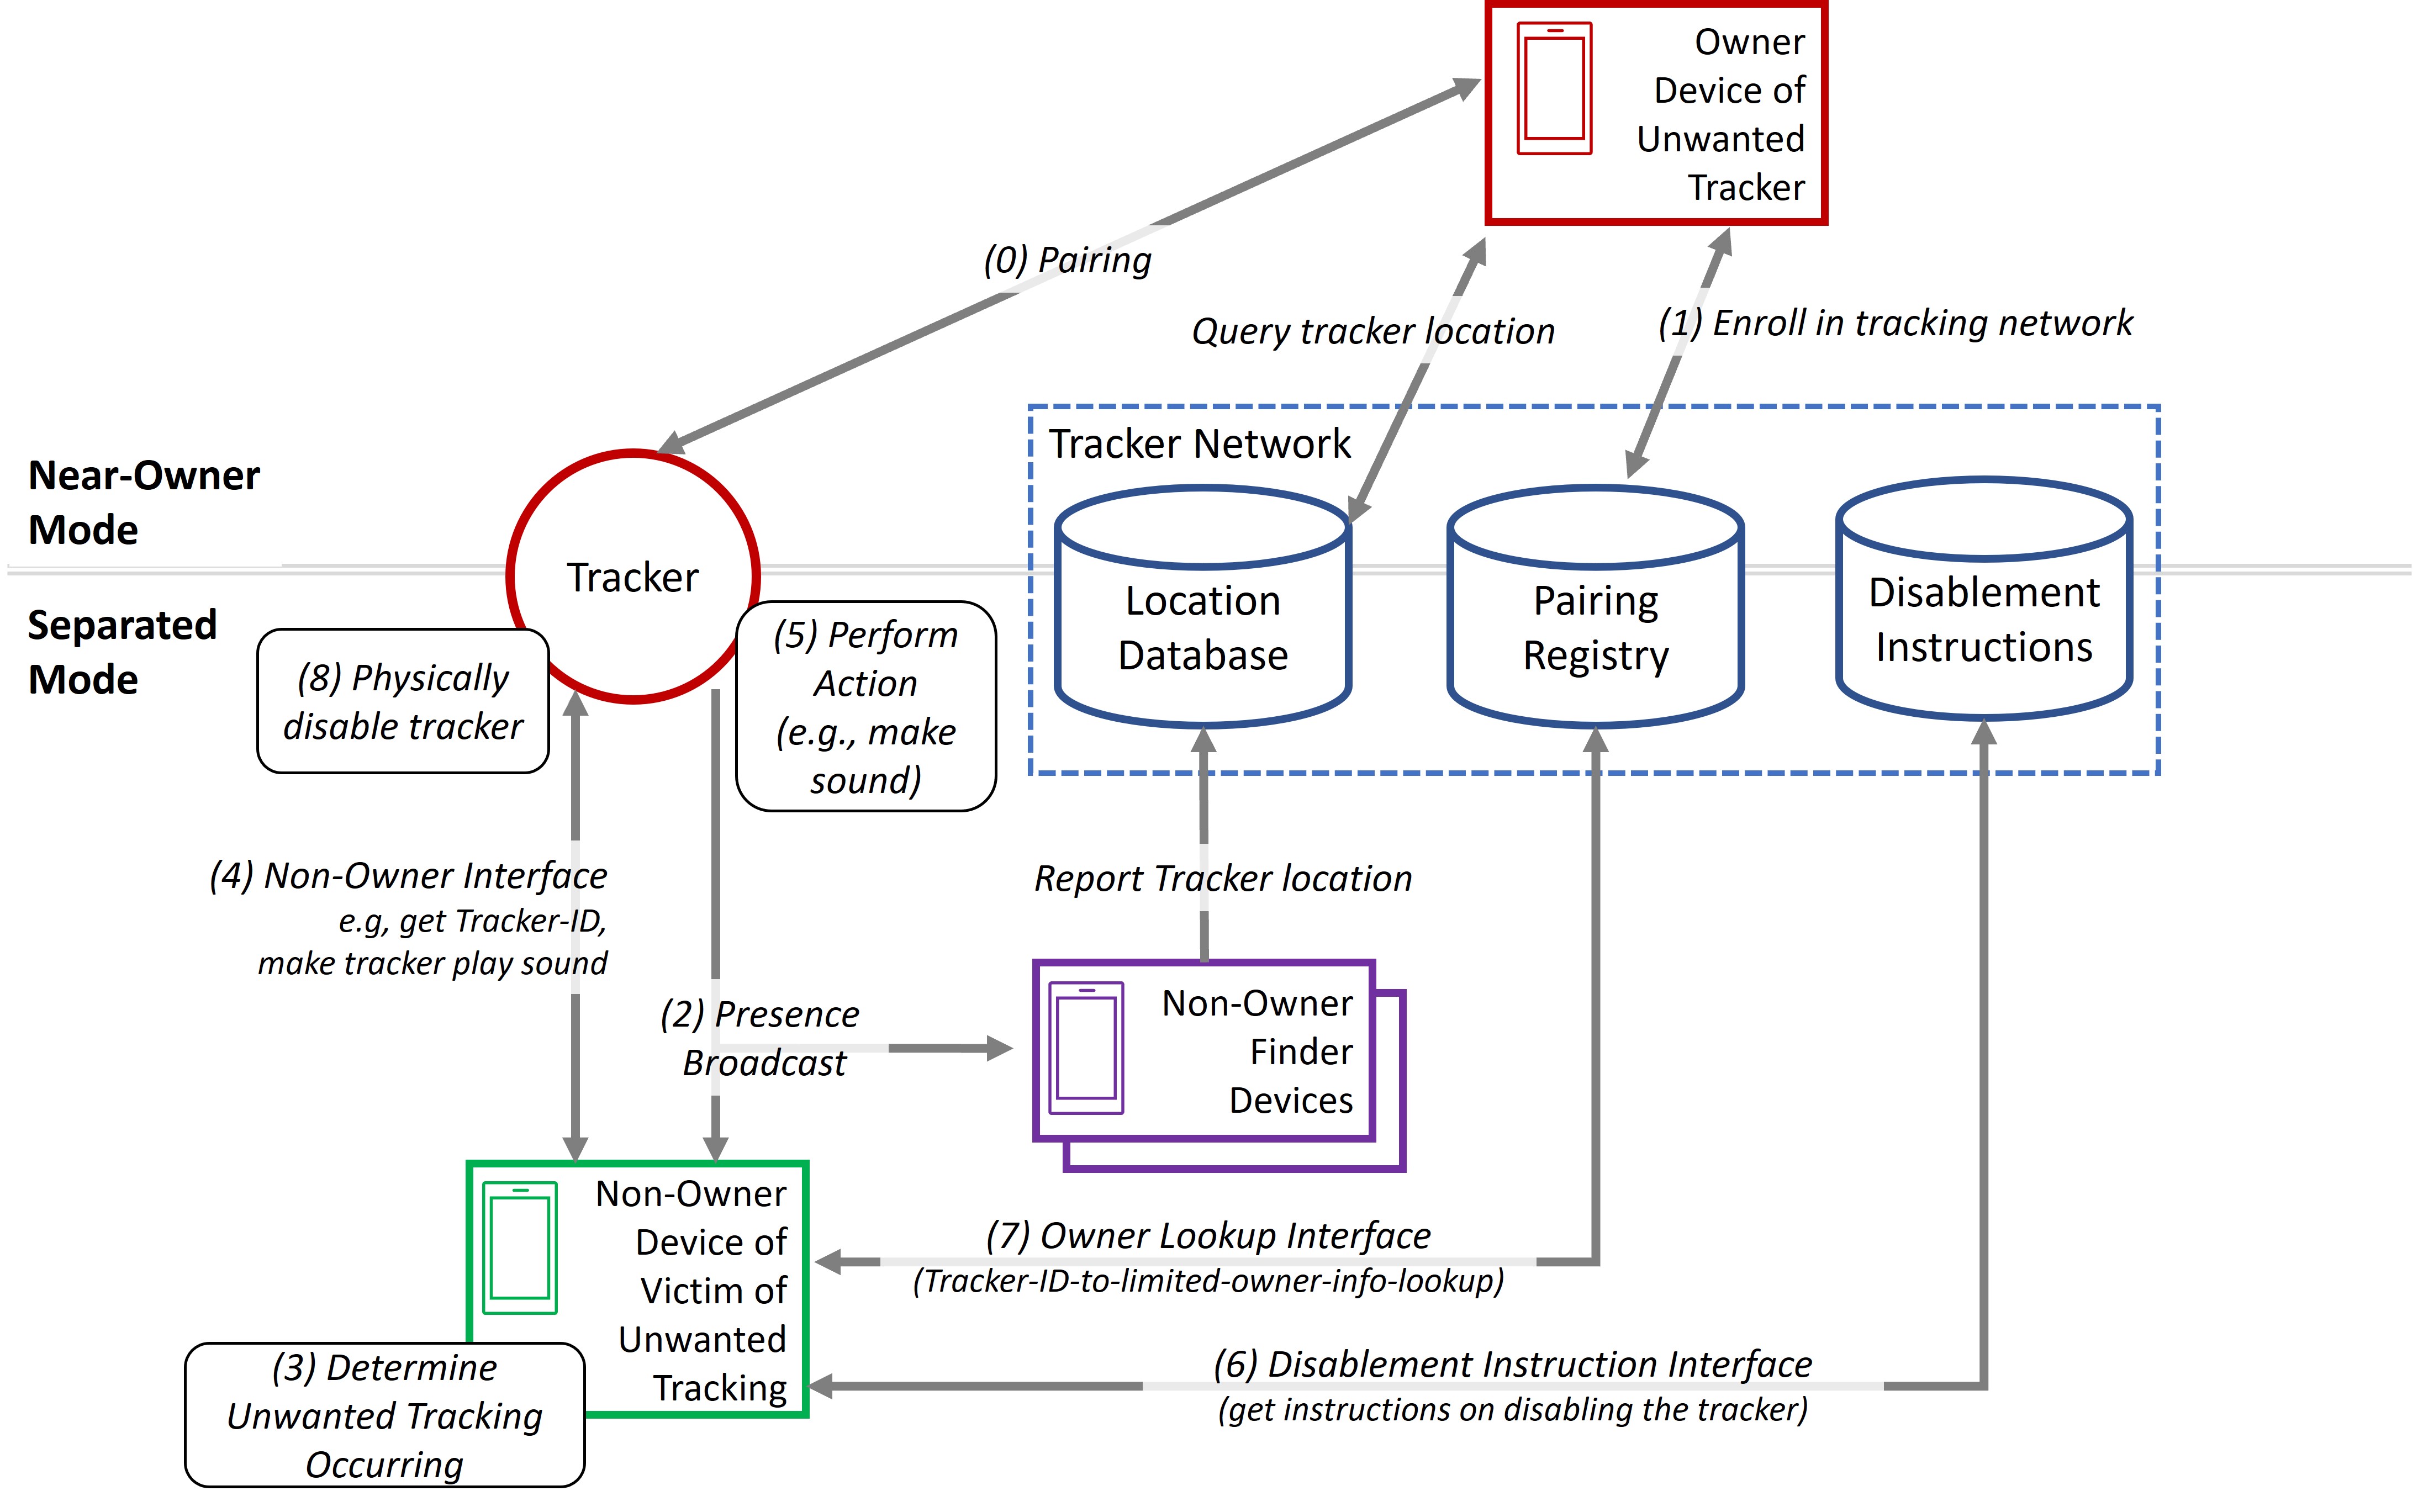 Owner
Device of
Unwanted
Tracker
(0) Pairing
Query tracker location
(1) Enroll in tracking network
Tracker Network
Near-Owner
Mode
Separated
Mode
Tracker
Location
Database
Pairing
Registry
Disablement
Instructions
(8) Physically
disable tracker
(5) Perform
Action
(e.g., make
sound)
(4) Non-Owner Interface
e.g, get Tracker-ID,
make tracker play sound
Report Tracker location
(2) Presence
Broadcast
Non-Owner
Finder
Devices
Non-Owner
Device of
Victim of
Unwanted
Tracking
(7) Owner Lookup Interface
(Tracker-ID-to-limited-owner-info-lookup)
(3) Determine
Unwanted Tracking
Occurring
(6) Disablement Instruction Interface
(get instructions on disabling the tracker)